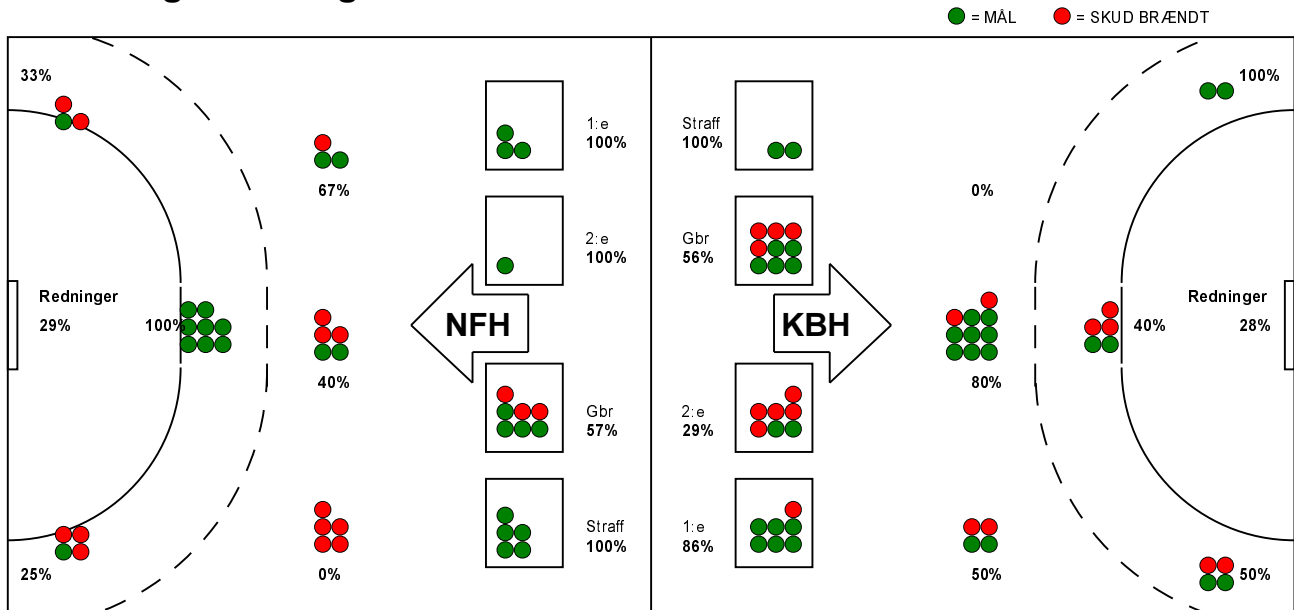 = MÅL = SKUD BRÆNDT
33%
100%
1:e
100%
Straff
100%
67%
0%
2:e
100%
Gbr
56%
Redninger
29%
100%
NFH
KBH
40%
Redninger
28%
40%
80%
Gbr
57%
2:e
29%
Straff
100%
1:e
86%
25%
0%
50%
50%